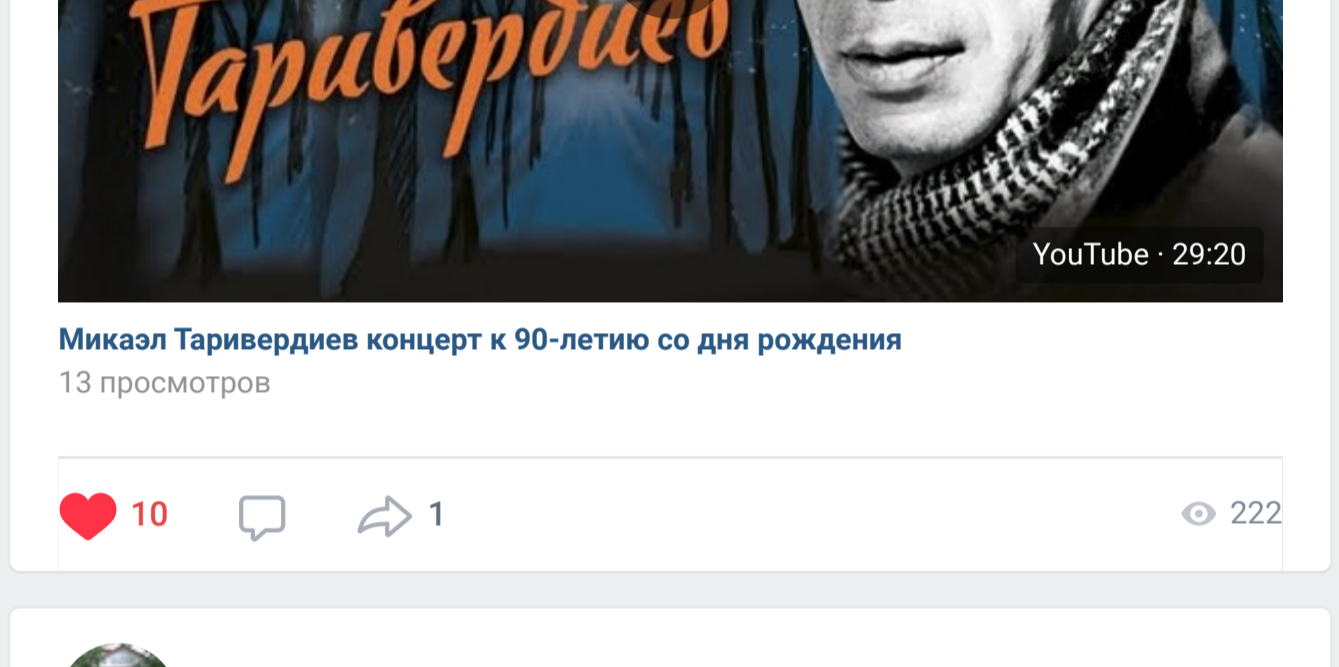 Таривердиев
YouTube · 29:20
Микаэл Таривердиев концерт к 90-летию со дня рождения
13 просмотров
10
1
222